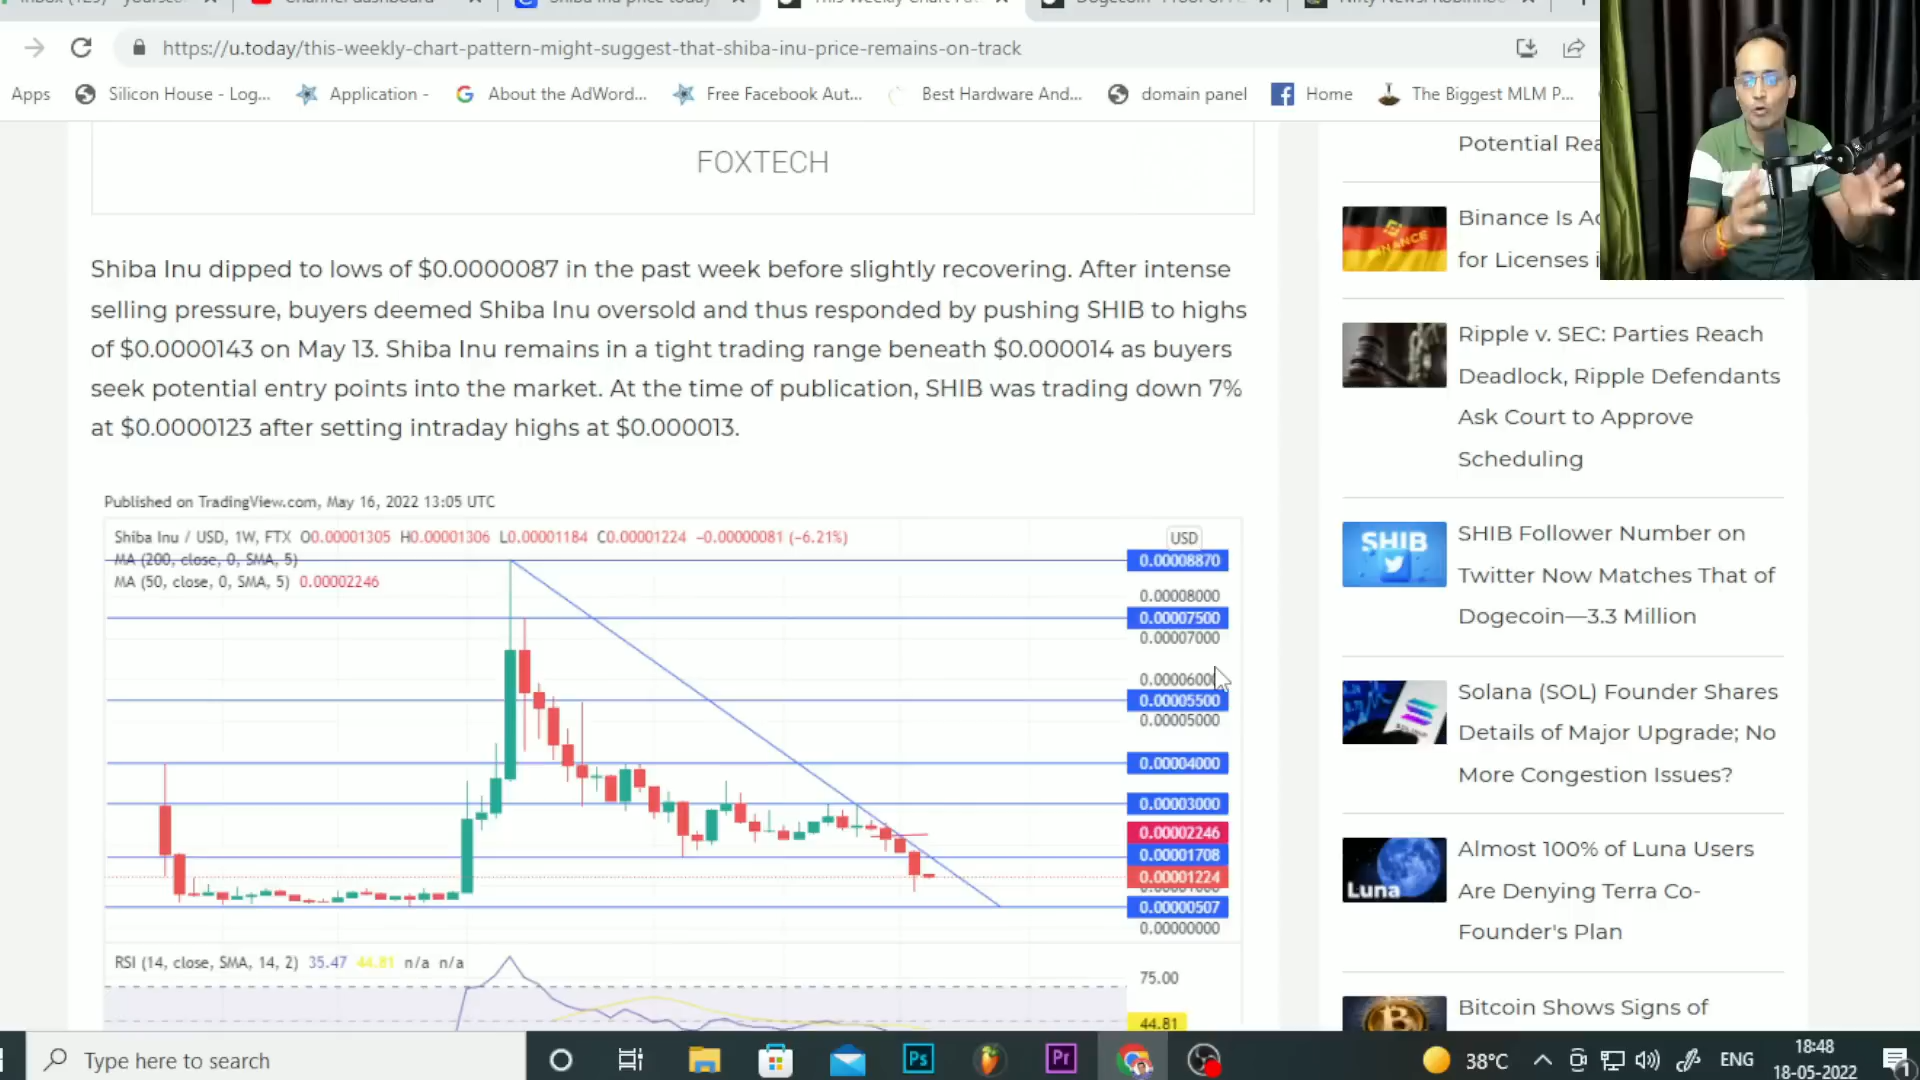 https://u.today/this-weekly-chart-pattern-might-suggest-that-shiba-inu-price-remains-on-track
Apps
Silicon House - Log...
Application -
About the AdWord...
Free Facebook Aut...
Best Hardware And...
domain panel
Home
The Biggest MLM P...
FOXTECH
Shiba Inu dipped to lows of $0.0000087 in the past week before slightly recovering. After intense
selling pressure, buyers deemed Shiba Inu oversold and thus responded by pushing SHIB to highs
of $0.0000143 on May 13. Shiba Inu remains in a tight trading range beneath $0.000014 as buyers
seek potential entry points into the market. At the time of publication, SHIB was trading down 7%
at $0.0000123 after setting intraday highs at $0.000013.
Published on TradingView.com, May 16, 2022 13:05 UTC
Shiba Inu / USD, 1W, FTX O0.00001305 H0.00001306 L0.00001184 C0.00001224 −0.00000081 (−6.21%)
MA (200, close, 0, SMA, 5)
MA (50, close, 0, SMA, 5) 0.00002246
USD
0.00008870
0.00008000
0.00007500
0.00007000
0.00006000
0.00005500
0.00005000
0.00004000
0.00003000
0.00002246
0.00001708
0.00001224
0.00000507
0.00000000
RSI (14, close, SMA, 14, 2) 35.47 44.81 n/a n/a
75.00
44.81
Potential
Binance Is
for Licenses
Ripple v. SEC: Parties Reach
Deadlock, Ripple Defendants
Ask Court to Approve
Scheduling
SHIB
SHIB Follower Number on
Twitter Now Matches That of
Dogecoin—3.3 Million
Solana (SOL) Founder Shares
Details of Major Upgrade; No
More Congestion Issues?
Luna
Almost 100% of Luna Users
Are Denying Terra Co-
Founder's Plan
Bitcoin Shows Signs of
Type here to search
Ps
Pr
38°C
ENG
18:48
18-05-2022
1